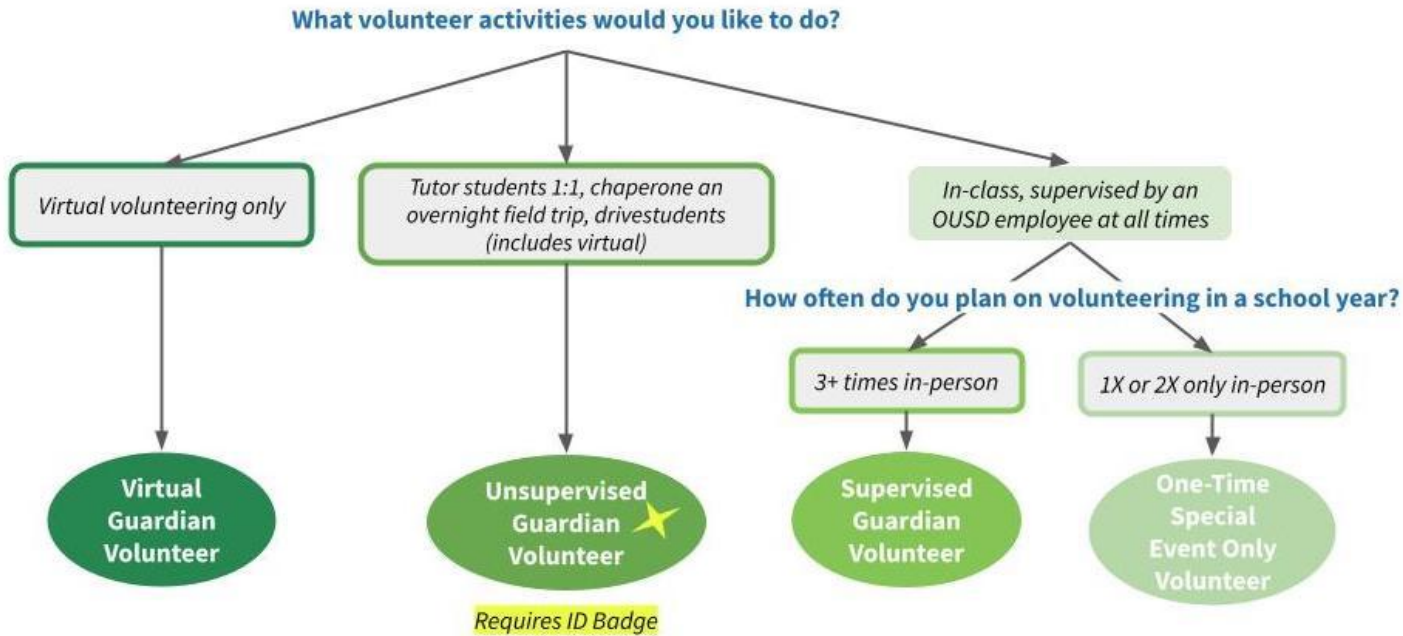 What volunteer activities would you like to do?
Virtual volunteering only
Tutor students 1:1, chaperone an
overnight field trip, drivestudents
(includes virtual)
In-class, supervised by an
OUSD employee at all times
How often do you plan on volunteering in a school year?
3+ times in-person
1X or 2X only in-person
Virtual
Guardian
Volunteer
Unsupervised
Guardian
Volunteer
Supervised
Guardian
Volunteer
One-Time
Special
Event Only
Volunteer
Requires ID Badge